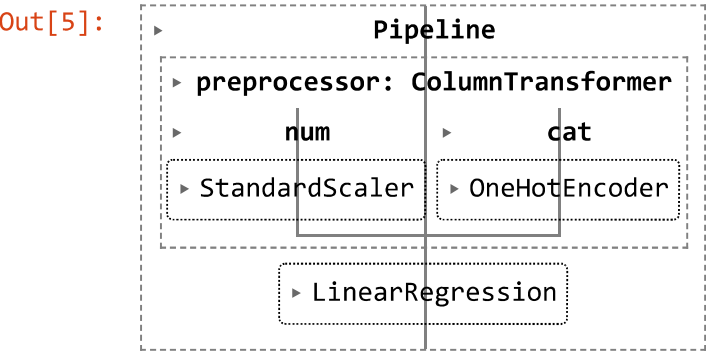 Out[5]:
Pipeline
preprocessor: ColumnTransformer
num cat
StandardScaler OneHotEncoder
LinearRegression